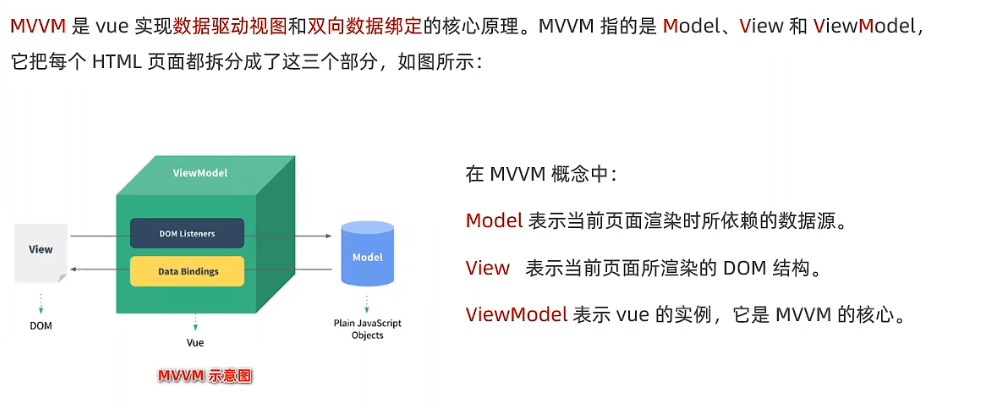 MVVM 是 vue 实现数据驱动视图和双向数据绑定的核心原理。MVVM 指的是 Model、View 和 ViewModel，
它把每个 HTML 页面都拆分成了这三个部分，如图所示：
ViewModel
DOM Listeners
View
Data Bindings
Model
DOM
Vue
Plain JavaScript
Objects
MVVM 示意图
在 MVVM 概念中：
Model 表示当前页面渲染时所依赖的数据源。
View 表示当前页面所渲染的 DOM 结构。
ViewModel 表示 vue 的实例，它是 MVVM 的核心。